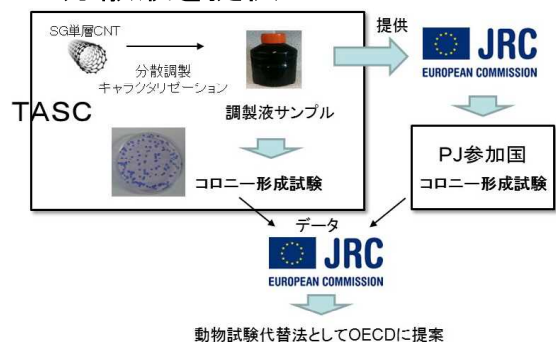 SG単層CNT
分散調製
キャラクタリゼーション
TASC
調製液サンプル
コロニー形成試験
提供
JRC
EUROPEAN COMMISSION
PJ参加国
コロニー形成試験
データ
JRC
EUROPEAN COMMISSION
動物試験代替法としてOECDに提案